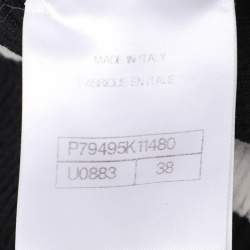 MADE IN ITALY
FABRIQUE EN ITALIE
P79495K11480
U0883 38